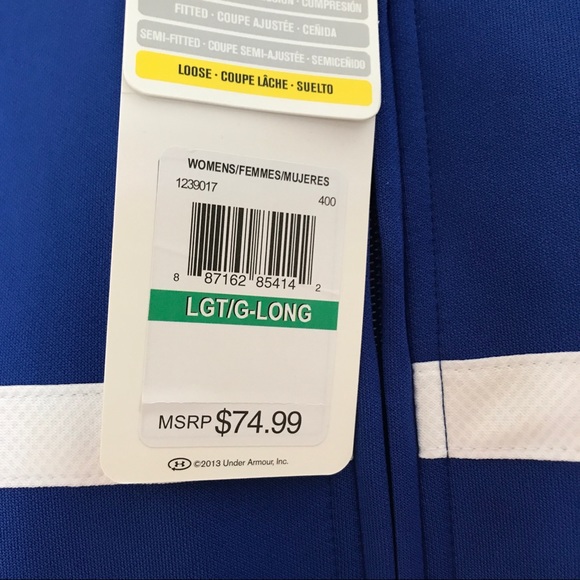 COMPRESIÓN
FITTED · COUPE AJUSTÉE · CEÑIDA
SEMI-FITTED · COUPE SEMI-AJUSTÉE · SEMICEÑIDO
LOOSE · COUPE LÂCHE · SUELTO
WOMENS/FEMMES/MUJERES
1239017
400
8 87162 85414 2
LGT/G-LONG
MSRP $74.99
©2013 Under Armour, Inc.